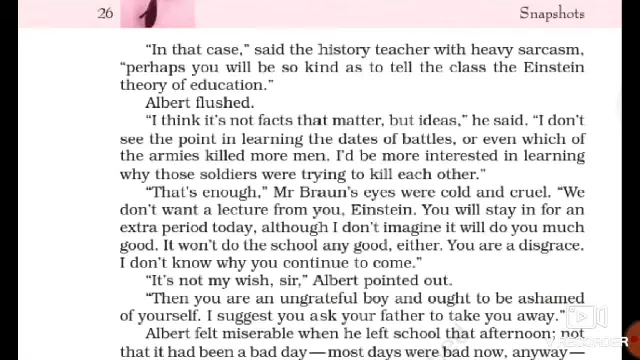 26
Snapshots
“In that case,” said the history teacher with heavy sarcasm,
“perhaps you will be so kind as to tell the class the Einstein
theory of education.”
Albert flushed.
“I think it’s not facts that matter, but ideas,” he said. “I don’t
see the point in learning the dates of battles, or even which of
the armies killed more men. I’d be more interested in learning
why those soldiers were trying to kill each other.”
“That’s enough,” Mr Braun’s eyes were cold and cruel. “We
don’t want a lecture from you, Einstein. You will stay in for an
extra period today, although I don’t imagine it will do you much
good. It won’t do the school any good, either. You are a disgrace.
I don’t know why you continue to come.”
“It’s not my wish, sir,” Albert pointed out.
“Then you are an ungrateful boy and ought to be ashamed
of yourself. I suggest you ask your father to take you away.”
Albert felt miserable when he left school that afternoon; not
that it had been a bad day — most days were bad now, anyway —
RECORDER